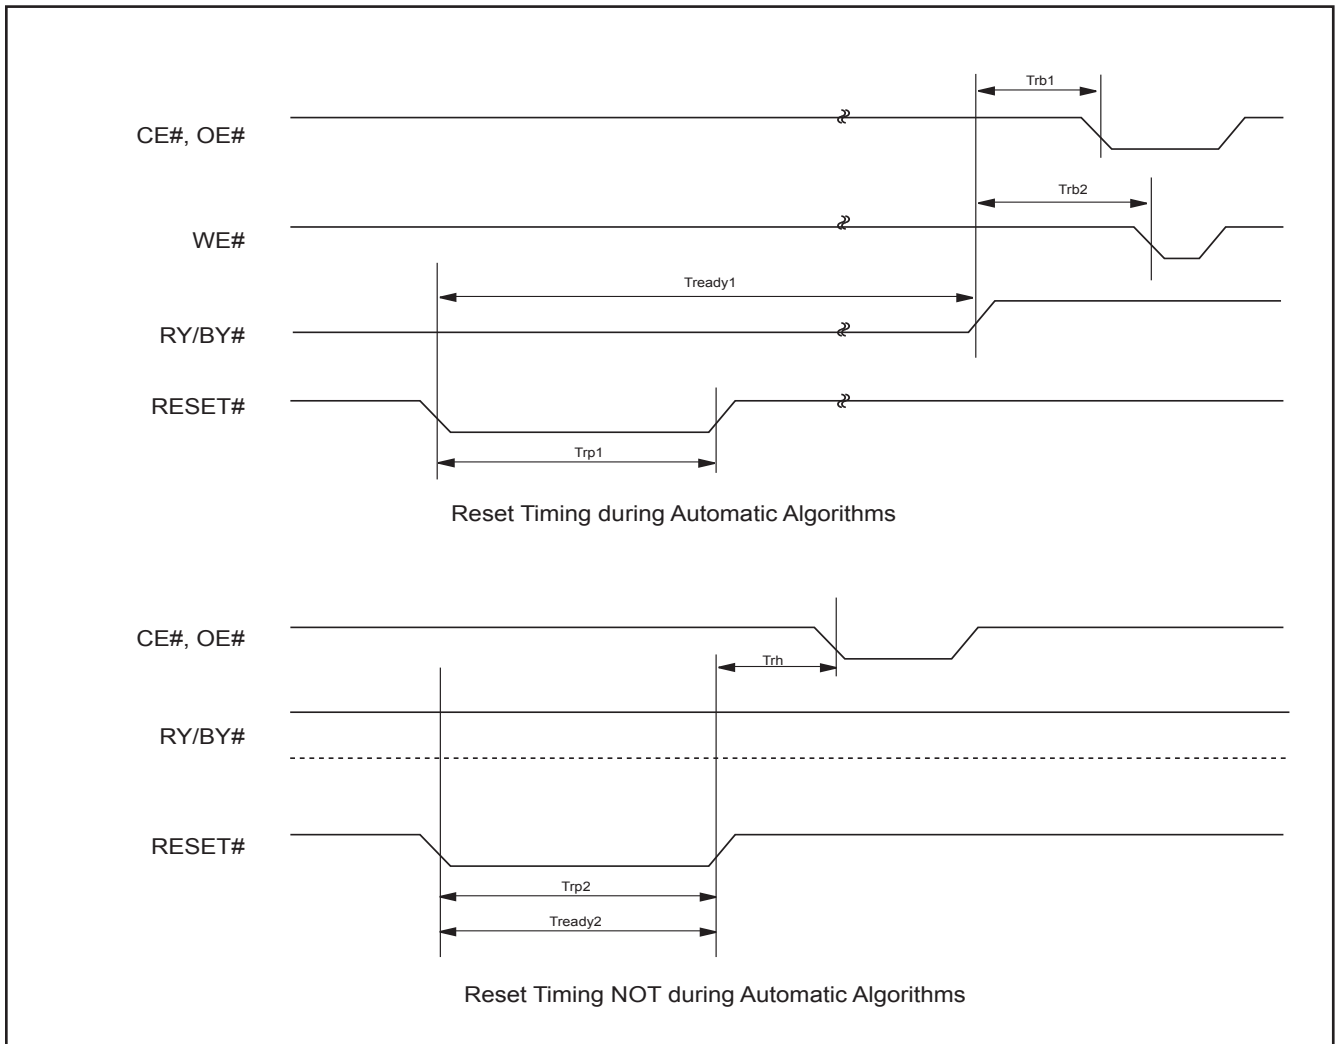 Trb1
CE#, OE#
Trb2
WE#
Tready1
RY/BY#
RESET#
Trp1
Reset Timing during Automatic Algorithms
CE#, OE#
Trh
RY/BY#
RESET#
Trp2
Tready2
Reset Timing NOT during Automatic Algorithms